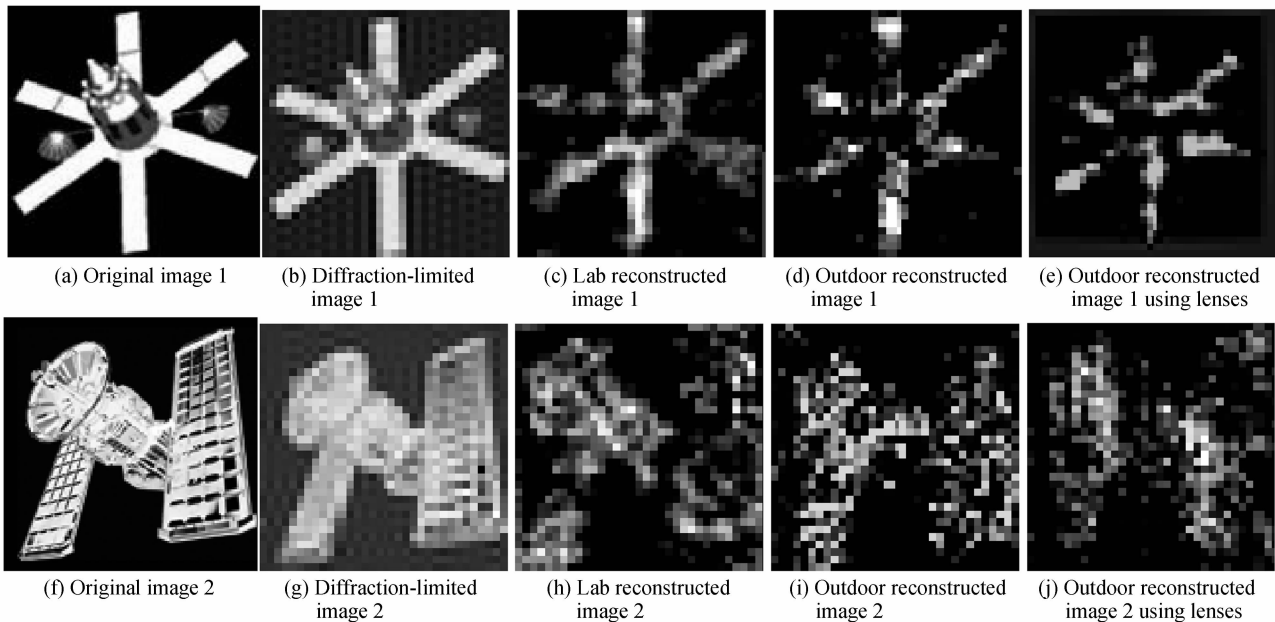 (a) Original image 1
(b) Diffraction-limited
image 1
(c) Lab reconstructed
image 1
(d) Outdoor reconstructed
image 1
(e) Outdoor reconstructed
image 1 using lenses
(f) Original image 2
(g) Diffraction-limited
image 2
(h) Lab reconstructed
image 2
(i) Outdoor reconstructed
image 2
(j) Outdoor reconstructed
image 2 using lenses